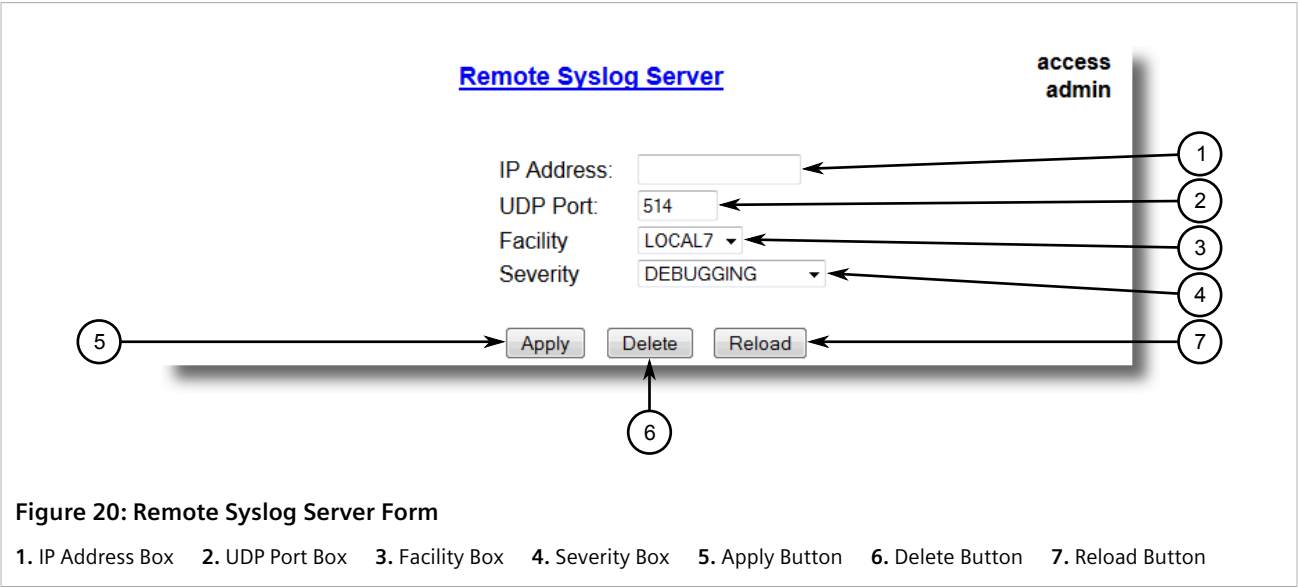 Remote Syslog Server
access
admin
IP Address:
1
UDP Port: 514
2
Facility LOCAL7
3
Severity DEBUGGING
4
5
Apply Delete Reload
7
6
Figure 20: Remote Syslog Server Form
1. IP Address Box 2. UDP Port Box 3. Facility Box 4. Severity Box 5. Apply Button 6. Delete Button 7. Reload Button